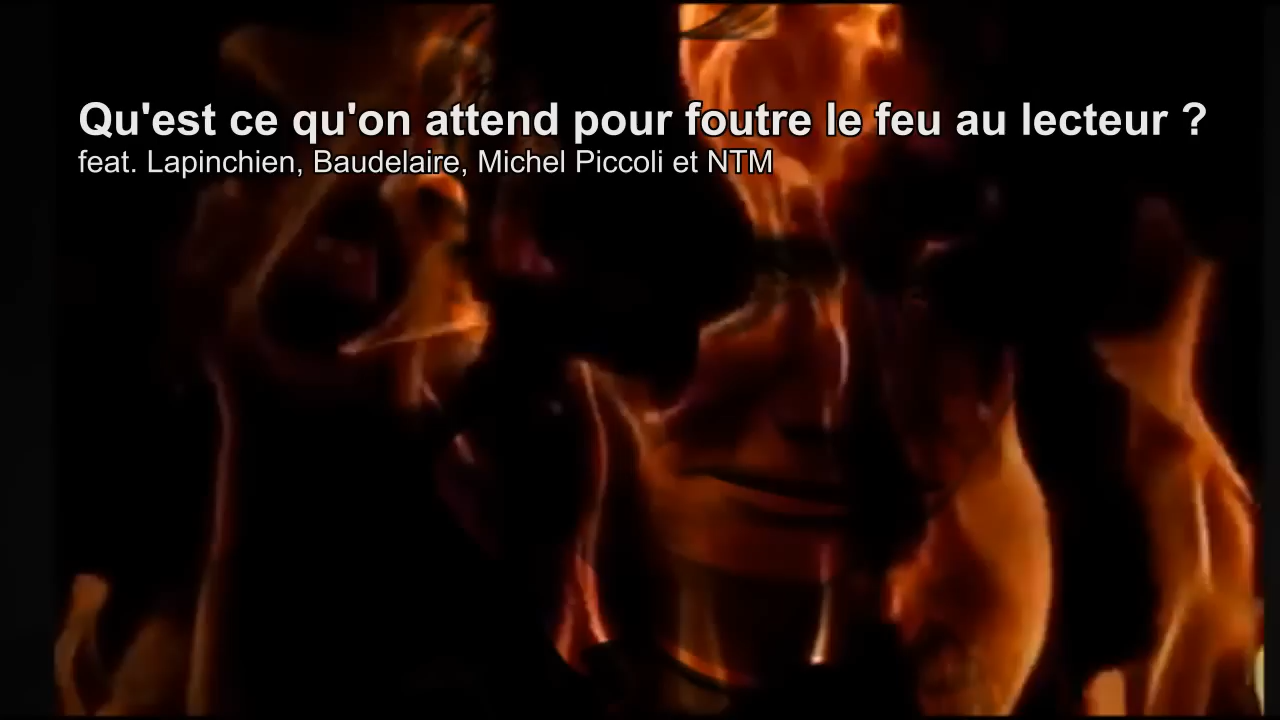 Qu'est ce qu'on attend pour foutre le feu au lecteur ?
feat. Lapinchien, Baudelaire, Michel Piccoli et NTM